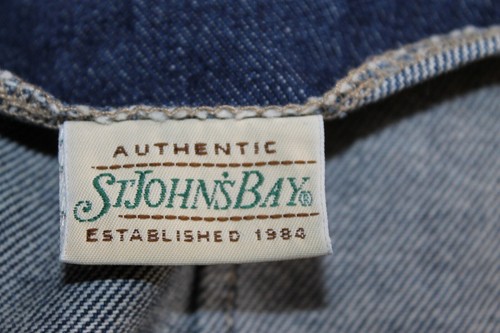 AUTHENTIC
ST. JOHN'S BAY®
ESTABLISHED 1984